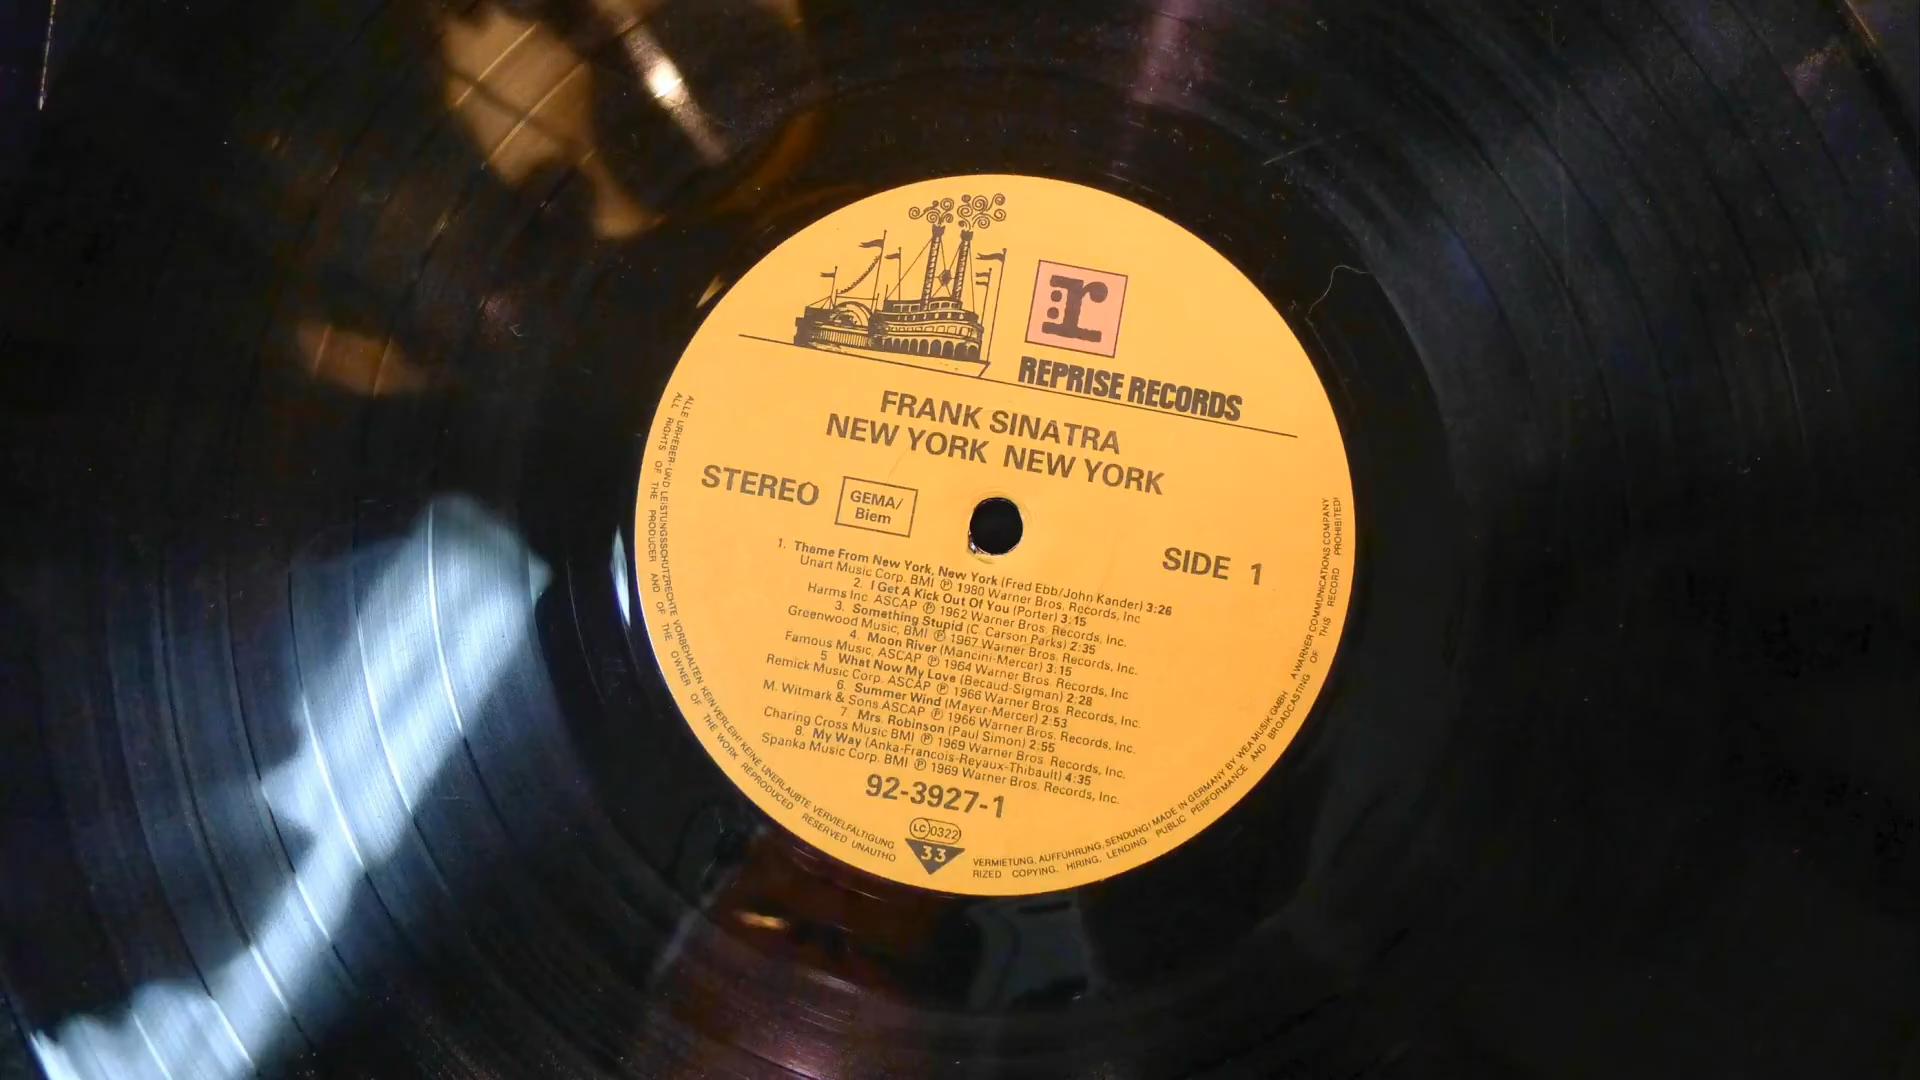 r
REPRISE RECORDS
FRANK SINATRA
NEW YORK NEW YORK
STEREO
GEMA/
Biem
SIDE 1
1. Theme From New York, New York (Fred Ebb/John Kander) 3:26
Unart Music Corp. BMI ℗ 1980 Warner Bros. Records, Inc
2. I Get A Kick Out Of You (Porter) 3:15
Harms Inc. ASCAP ℗ 1962 Warner Bros. Records, Inc.
3. Something Stupid (C. Carson Parks) 2:35
Greenwood Music, BMI ℗ 1967 Warner Bros. Records, Inc.
4. Moon River (Mancini-Mercer) 3:15
Famous Music, ASCAP ℗ 1964 Warner Bros. Records, Inc.
5 What Now My Love (Becaud-Sigman) 2:28
Remick Music Corp. ASCAP ℗ 1966 Warner Bros. Records, Inc.
6. Summer Wind (Mayer-Mercer) 2:53
M. Witmark & Sons ASCAP ℗ 1966 Warner Bros. Records, Inc.
7. Mrs. Robinson (Paul Simon) 2:55
Charing Cross Music BMI ℗ 1969 Warner Bros. Records, Inc.
8. My Way (Anka-Francois-Reyaux-Thibault) 4:35
Spanka Music Corp. BMI ℗ 1969 Warner Bros. Records, Inc.
92-3927-1
LC 0322
33
ALLE URHEBER- UND LEISTUNGSSCHUTZRECHTE VORBEHALTEN KEIN VERLEIH! KEINE UNERLAUBTE VERVIELFÄLTIGUNG
VERMIETUNG, AUFFÜHRUNG, SENDUNG! MADE IN GERMANY BY WEA MUSIK GMBH A WARNER COMMUNICATIONS COMPANY
ALL RIGHTS OF THE PRODUCER AND OF THE OWNER OF THE WORK REPRODUCED RESERVED UNAUTHO
RIZED COPYING, HIRING, LENDING, PUBLIC PERFORMANCE AND BROADCASTING OF THIS RECORD PROHIBITED!